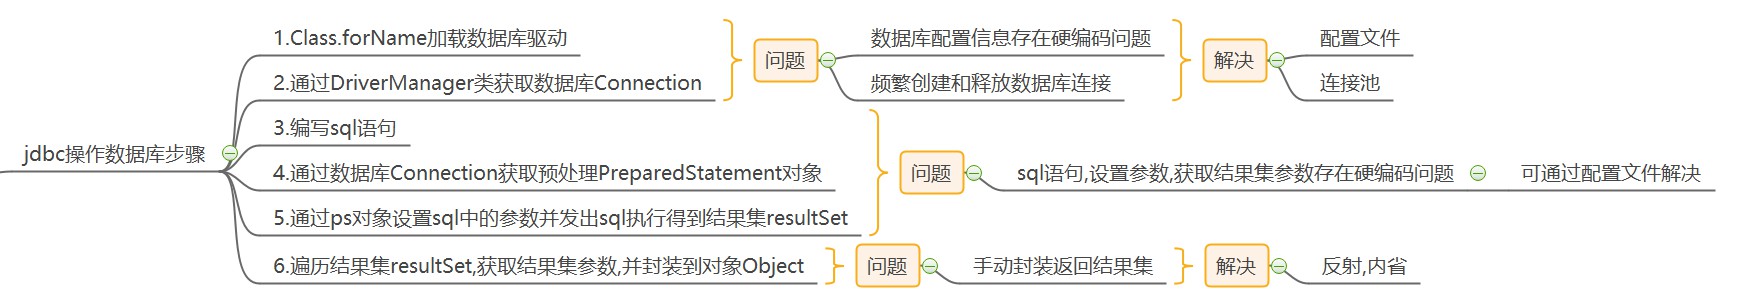 jdbc操作数据库步骤
1.Class.forName加载数据库驱动
2.通过DriverManager类获取数据库Connection
问题
数据库配置信息存在硬编码问题
频繁创建和释放数据库连接
解决
配置文件
连接池
3.编写sql语句
4.通过数据库Connection获取预处理PreparedStatement对象
5.通过ps对象设置sql中的参数并发出sql执行得到结果集resultSet
问题
sql语句,设置参数,获取结果集参数存在硬编码问题
可通过配置文件解决
6.遍历结果集resultSet,获取结果集参数,并封装到对象Object
问题
手动封装返回结果集
解决
反射,内省